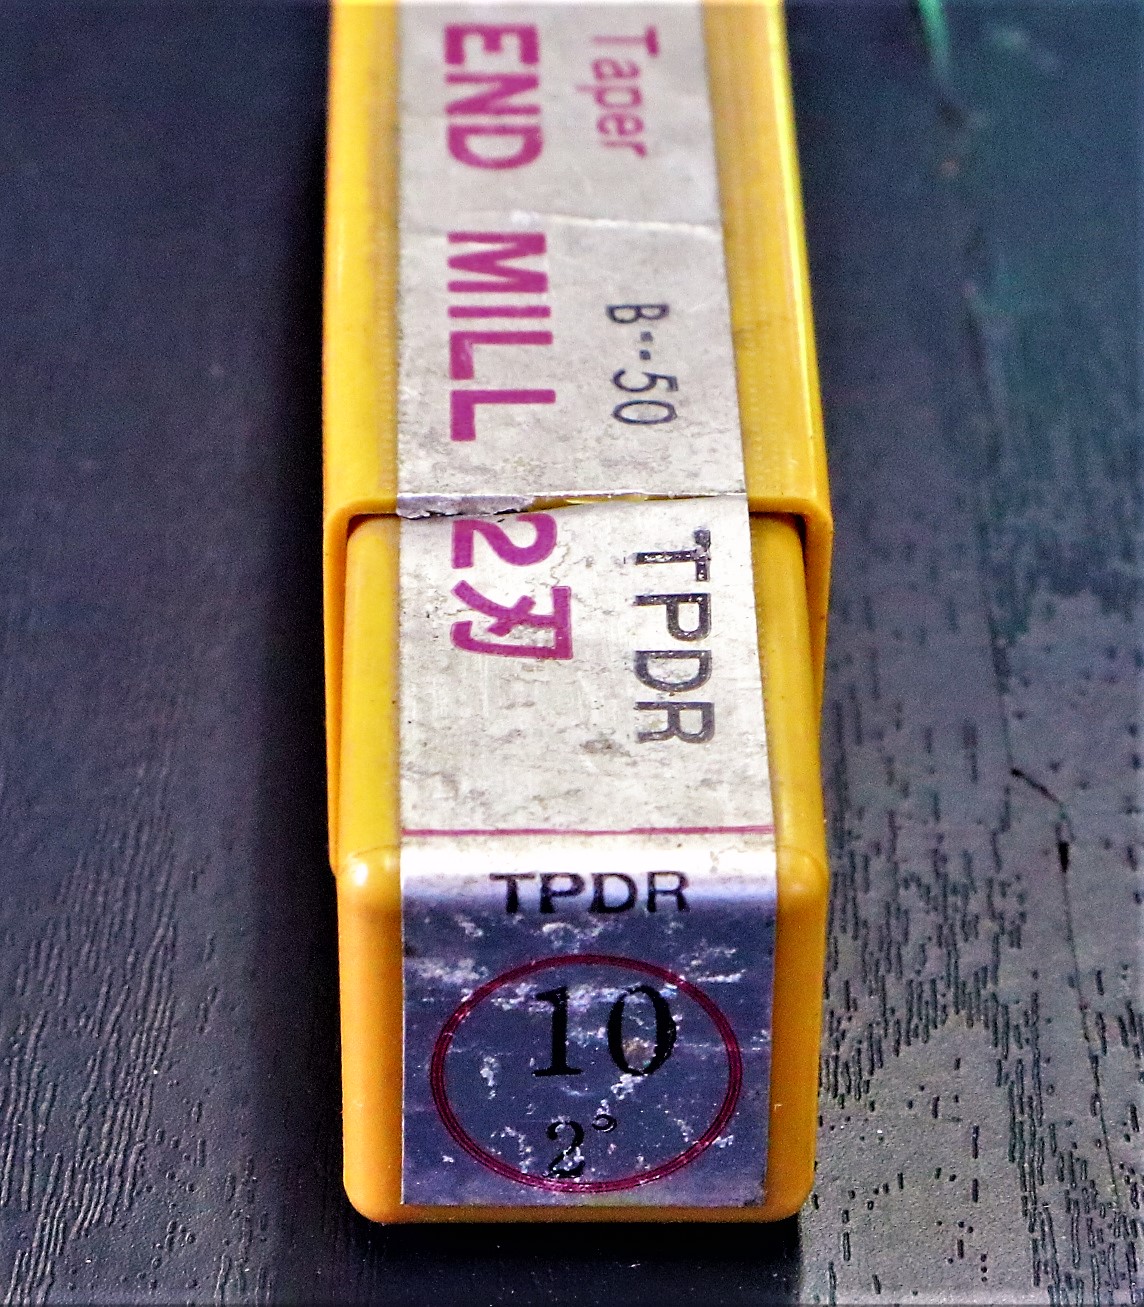 Taper
END MILL 2刃
B--50
TPDR
TPDR
10
2°